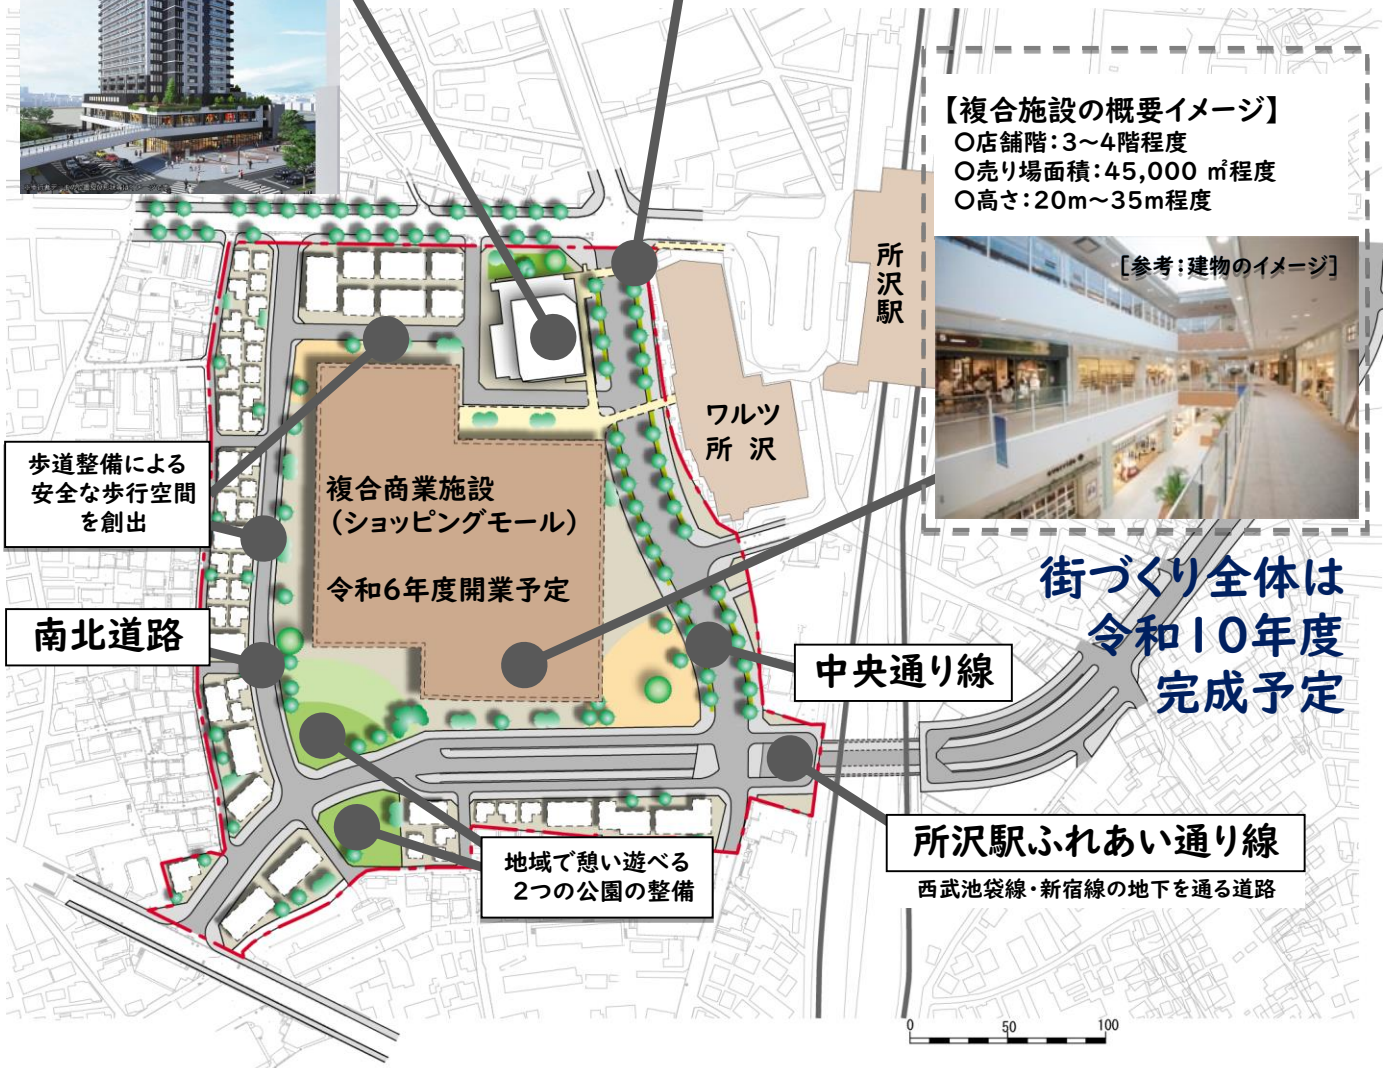 【複合施設の概要イメージ】
○店舗階：3～4階程度
○売り場面積：45,000 ㎡程度
○高さ：20m～35m程度
[参考：建物のイメージ]
所沢駅
ワルツ
所 沢
歩道整備による
安全な歩行空間
を創出
複合商業施設
（ショッピングモール）
令和6年度開業予定
南北道路
街づくり全体は
令和10年度
完成予定
中央通り線
所沢駅ふれあい通り線
西武池袋線・新宿線の地下を通る道路
地域で憩い遊べる
2つの公園の整備
0 50 100